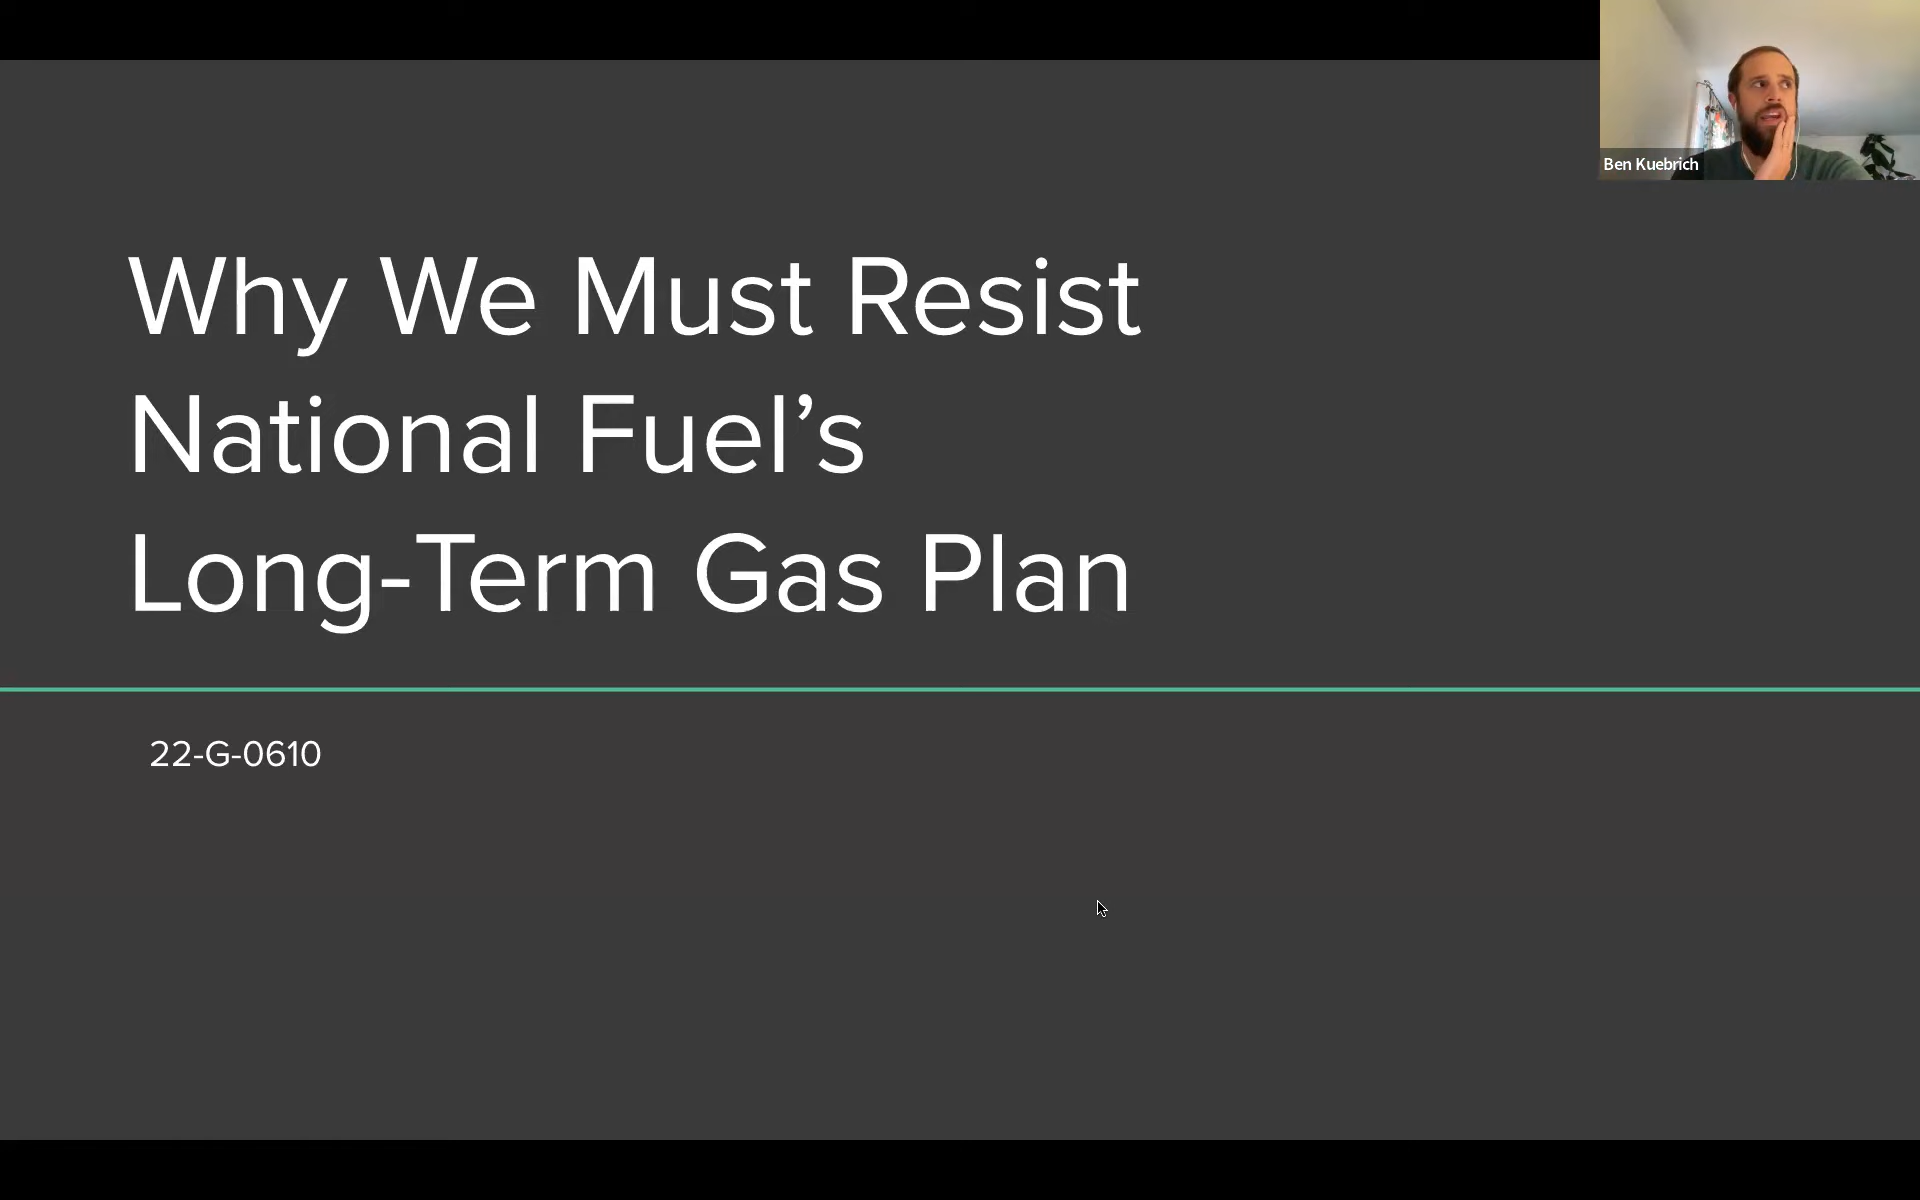 Ben Kuebrich
Why We Must Resist
National Fuel’s
Long-Term Gas Plan
22-G-0610